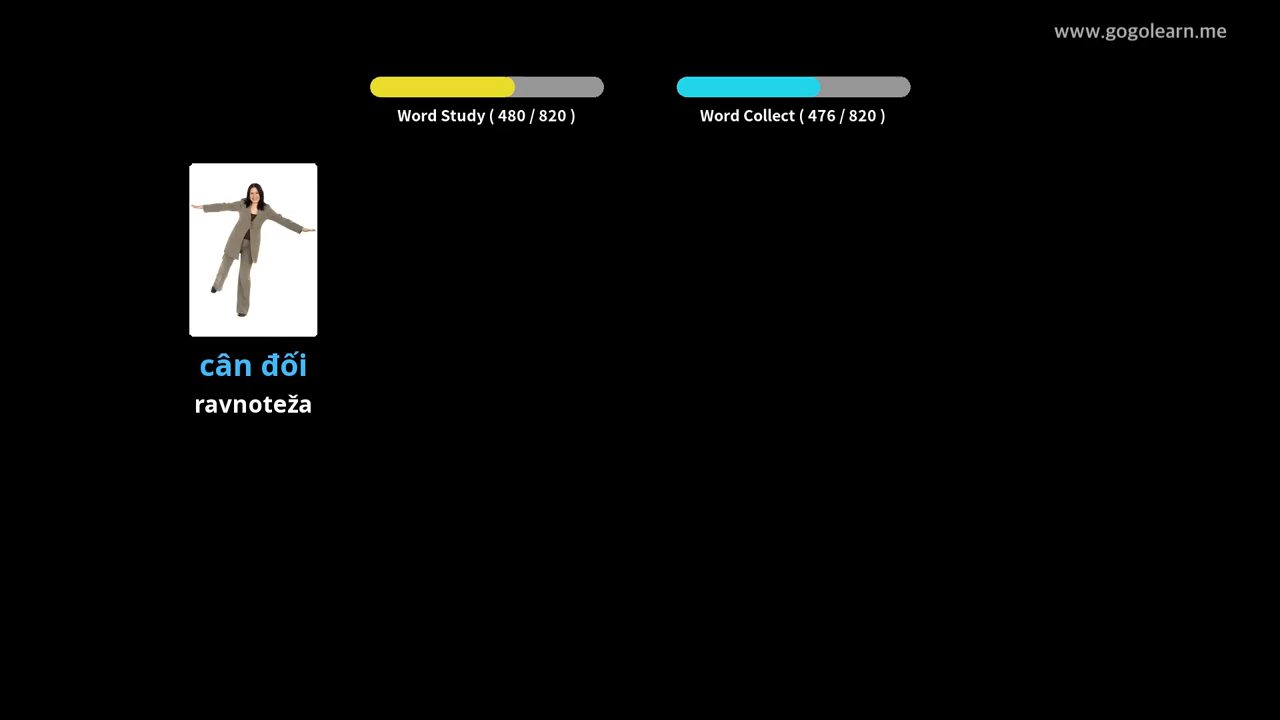 www.gogolearn.me
Word Study ( 480 / 820 )
Word Collect ( 476 / 820 )
cân đối
ravnoteža